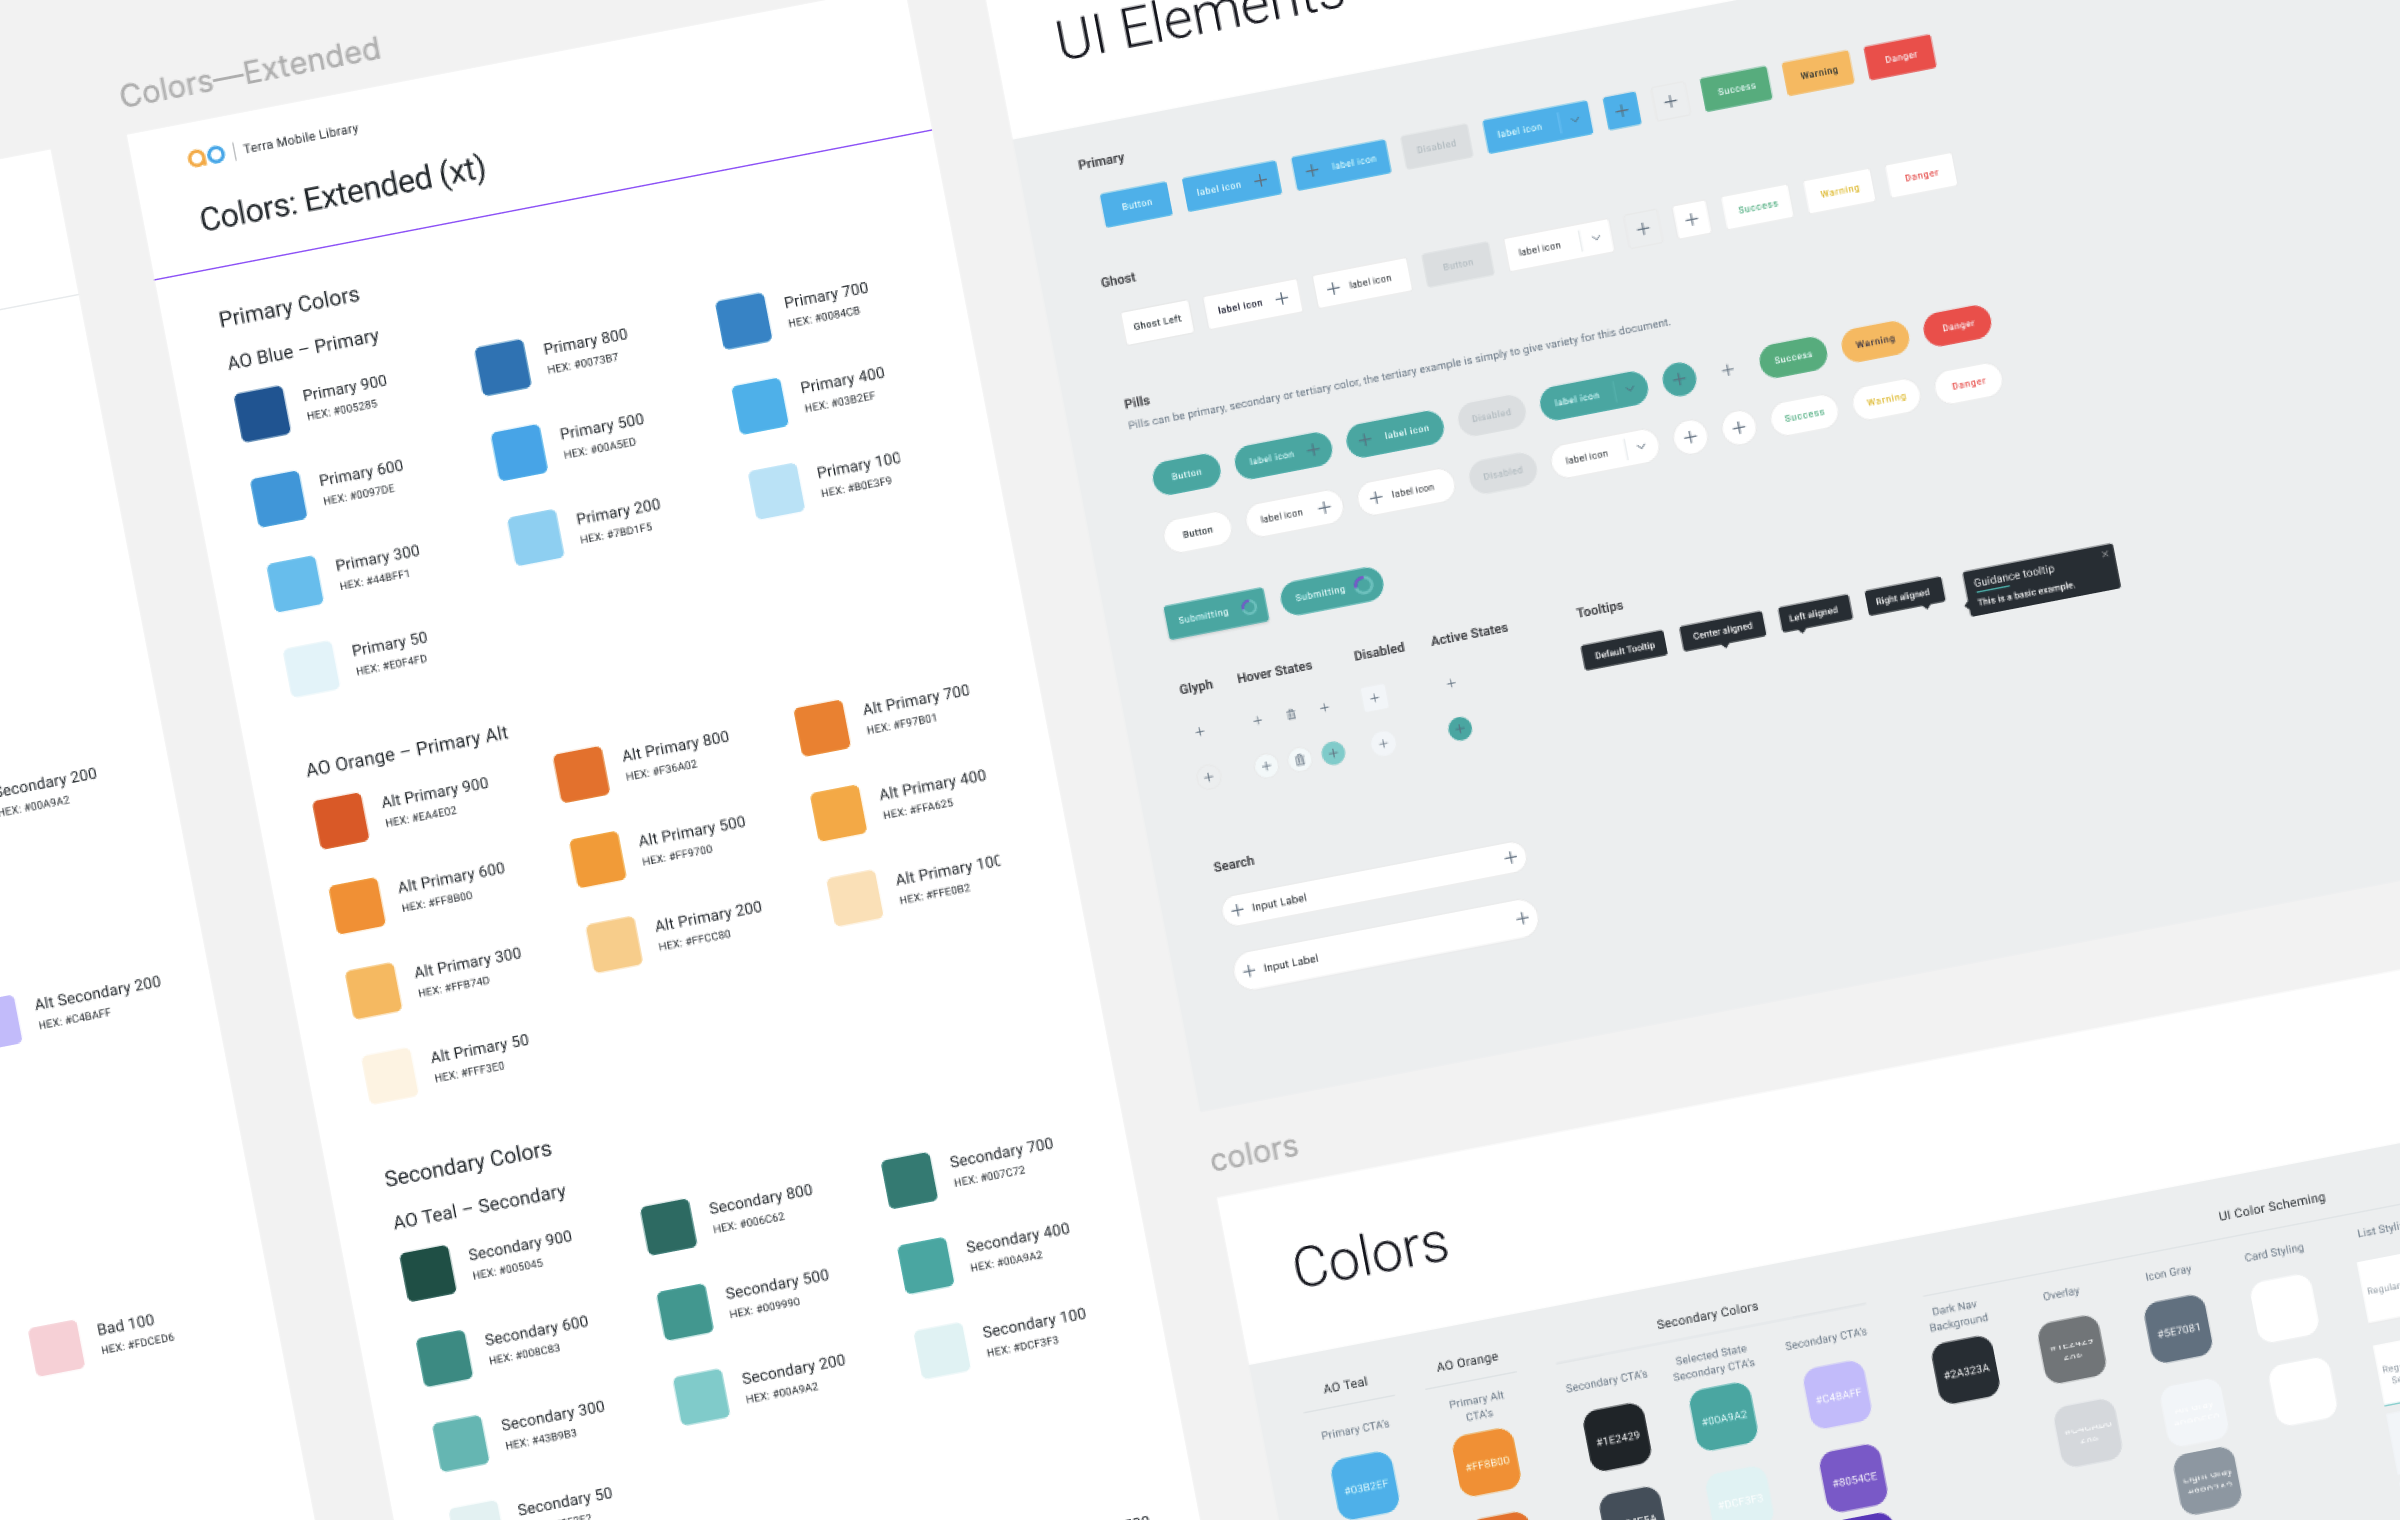 Secondary 200
HEX: #00A9A2
Alt Secondary 200
HEX: #C4BAFF
Bad 100
HEX: #FDCED6
Colors—Extended
Terra Mobile Library
Colors: Extended (xt)
Primary Colors
AO Blue – Primary
Primary 900
HEX: #005285
Primary 800
HEX: #0073B7
Primary 700
HEX: #0084CB
Primary 600
HEX: #0097DE
Primary 500
HEX: #00A5ED
Primary 400
HEX: #03B2EF
Primary 300
HEX: #44BFF1
Primary 200
HEX: #7BD1F5
Primary 100
HEX: #B0E3F9
Primary 50
HEX: #E0F4FD
AO Orange – Primary Alt
Alt Primary 900
HEX: #EA4E02
Alt Primary 800
HEX: #F36A02
Alt Primary 700
HEX: #F97B01
Alt Primary 600
HEX: #FF8B00
Alt Primary 500
HEX: #FF9700
Alt Primary 400
HEX: #FFA625
Alt Primary 300
HEX: #FFB74D
Alt Primary 200
HEX: #FFCC80
Alt Primary 100
HEX: #FFE0B2
Alt Primary 50
HEX: #FFF3E0
Secondary Colors
AO Teal – Secondary
Secondary 900
HEX: #005045
Secondary 800
HEX: #006C62
Secondary 700
HEX: #007C72
Secondary 600
HEX: #008C83
Secondary 500
HEX: #009990
Secondary 400
HEX: #00A9A2
Secondary 300
HEX: #43B9B3
Secondary 200
HEX: #00A9A2
Secondary 100
HEX: #DCF3F3
Secondary 50
UI Elements
Primary
Button
label icon
label icon
Disabled
label icon
Success
Warning
Danger
Ghost
Ghost Left
label icon
label icon
Button
label icon
Success
Warning
Danger
Pills
Pills can be primary, secondary or tertiary color, the tertiary example is simply to give variety for this document.
Button
label icon
label icon
Disabled
label icon
Success
Warning
Danger
Button
label icon
label icon
Disabled
label icon
Success
Warning
Danger
Submitting
Submitting
Glyph
Hover States
Disabled
Active States
Tooltips
Default Tooltip
Center aligned
Left aligned
Right aligned
Guidance tooltip
This is a basic example.
Search
Input Label
Input Label
colors
Colors
AO Teal
Primary CTA's
#03B2EF
AO Orange
Primary Alt
CTA's
#FF8B00
Secondary Colors
Secondary CTA's
#1E2429
Selected State
Secondary CTA's
#00A9A2
#DCF3F3
Secondary CTA's
#C4BAFF
#8054CE
UI Color Scheming
Dark Nav
Background
#2A323A
Overlay
Icon Gray
#5E7081
Card Styling
List Styli
Regular